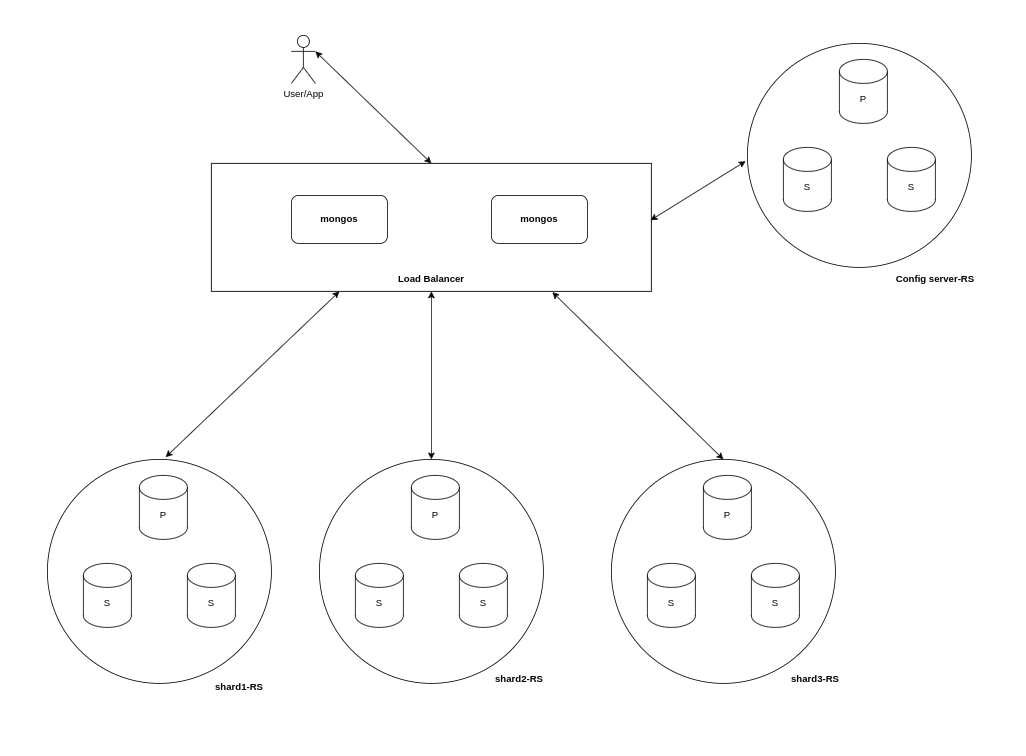 User/App
P
S
S
mongos
mongos
Load Balancer
Config server-RS
P
S
S
shard1-RS
P
S
S
shard2-RS
P
S
S
shard3-RS